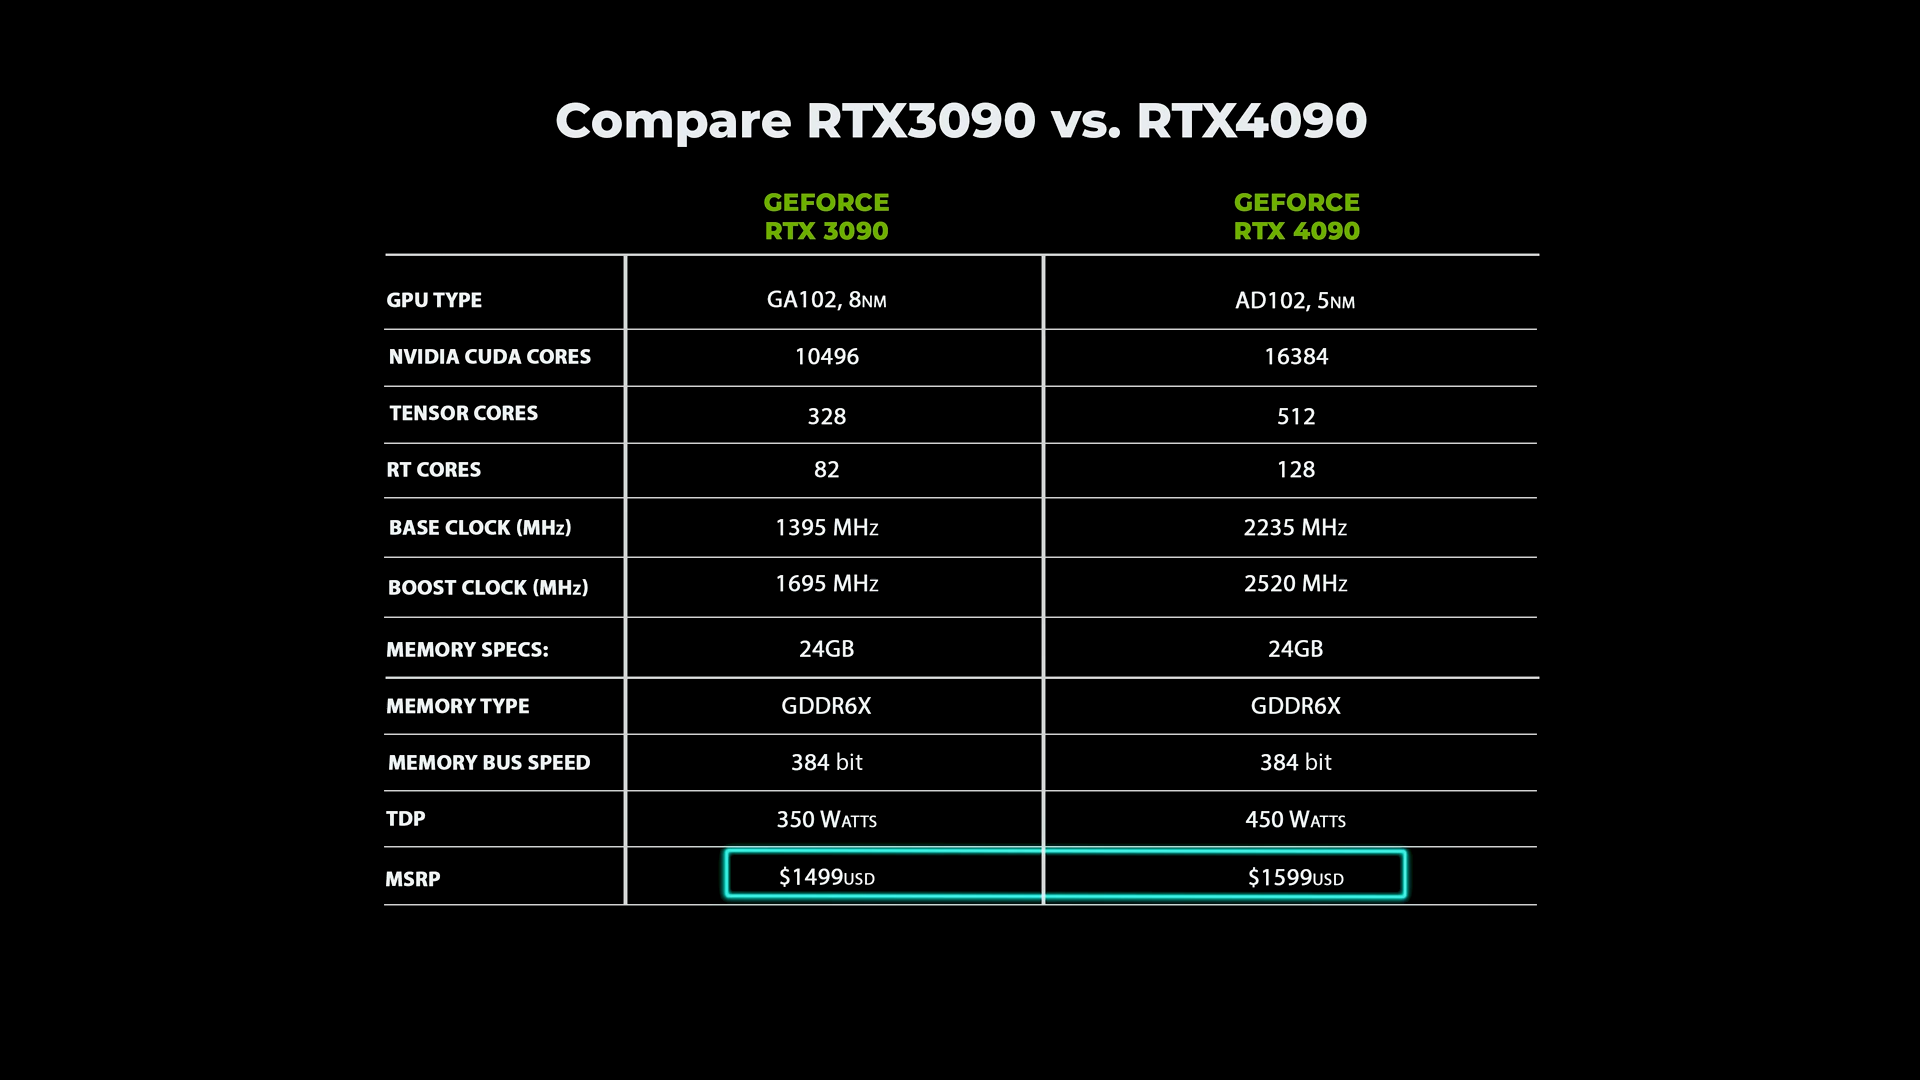 Compare RTX3090 vs. RTX4090
GEFORCE RTX 3090 GEFORCE RTX 4090
GPU TYPE GA102, 8NM AD102, 5NM
NVIDIA CUDA CORES 10496 16384
TENSOR CORES 328 512
RT CORES 82 128
BASE CLOCK (MHz) 1395 MHz 2235 MHz
BOOST CLOCK (MHz) 1695 MHz 2520 MHz
MEMORY SPECS: 24GB 24GB
MEMORY TYPE GDDR6X GDDR6X
MEMORY BUS SPEED 384 bit 384 bit
TDP 350 WATTS 450 WATTS
MSRP $1499USD $1599USD